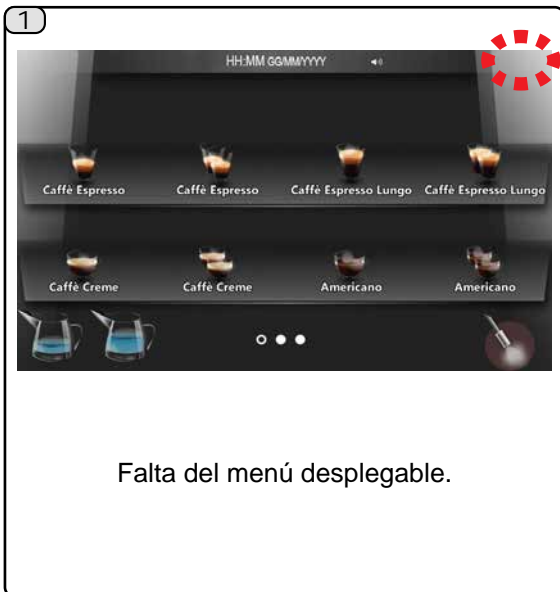 1
HH:MM GG/MM/YYYY
Caffè Espresso Caffè Espresso Caffè Espresso Lungo Caffè Espresso Lungo
Caffè Creme Caffè Creme Americano Americano
Falta del menú desplegable.